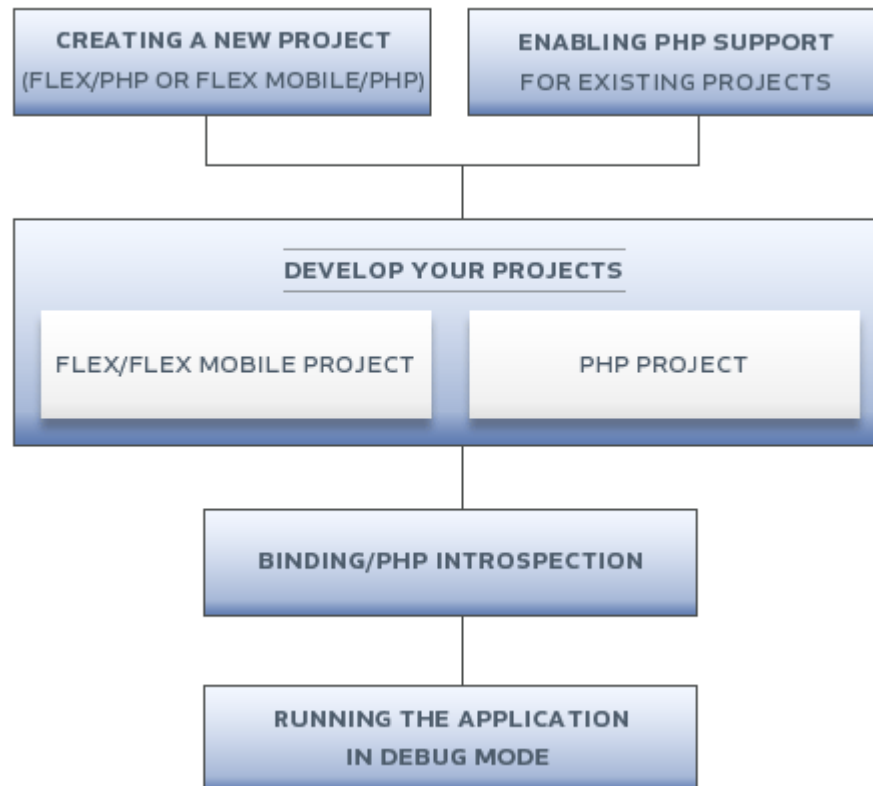 CREATING A NEW PROJECT
(FLEX/PHP OR FLEX MOBILE/PHP)
ENABLING PHP SUPPORT
FOR EXISTING PROJECTS
DEVELOP YOUR PROJECTS
FLEX/FLEX MOBILE PROJECT
PHP PROJECT
BINDING/PHP INTROSPECTION
RUNNING THE APPLICATION
IN DEBUG MODE